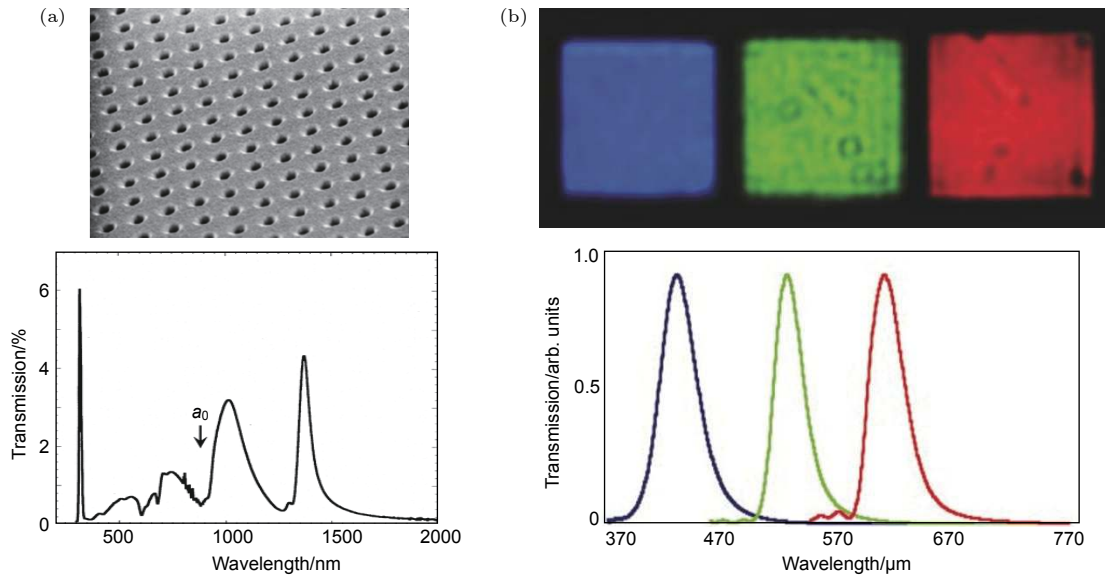 (a)
(b)
Transmission/%
6
4
2
0
a0
500
1000
1500
2000
Wavelength/nm
Transmission/arb. units
1.0
0.5
0
370
470
570
670
770
Wavelength/µm